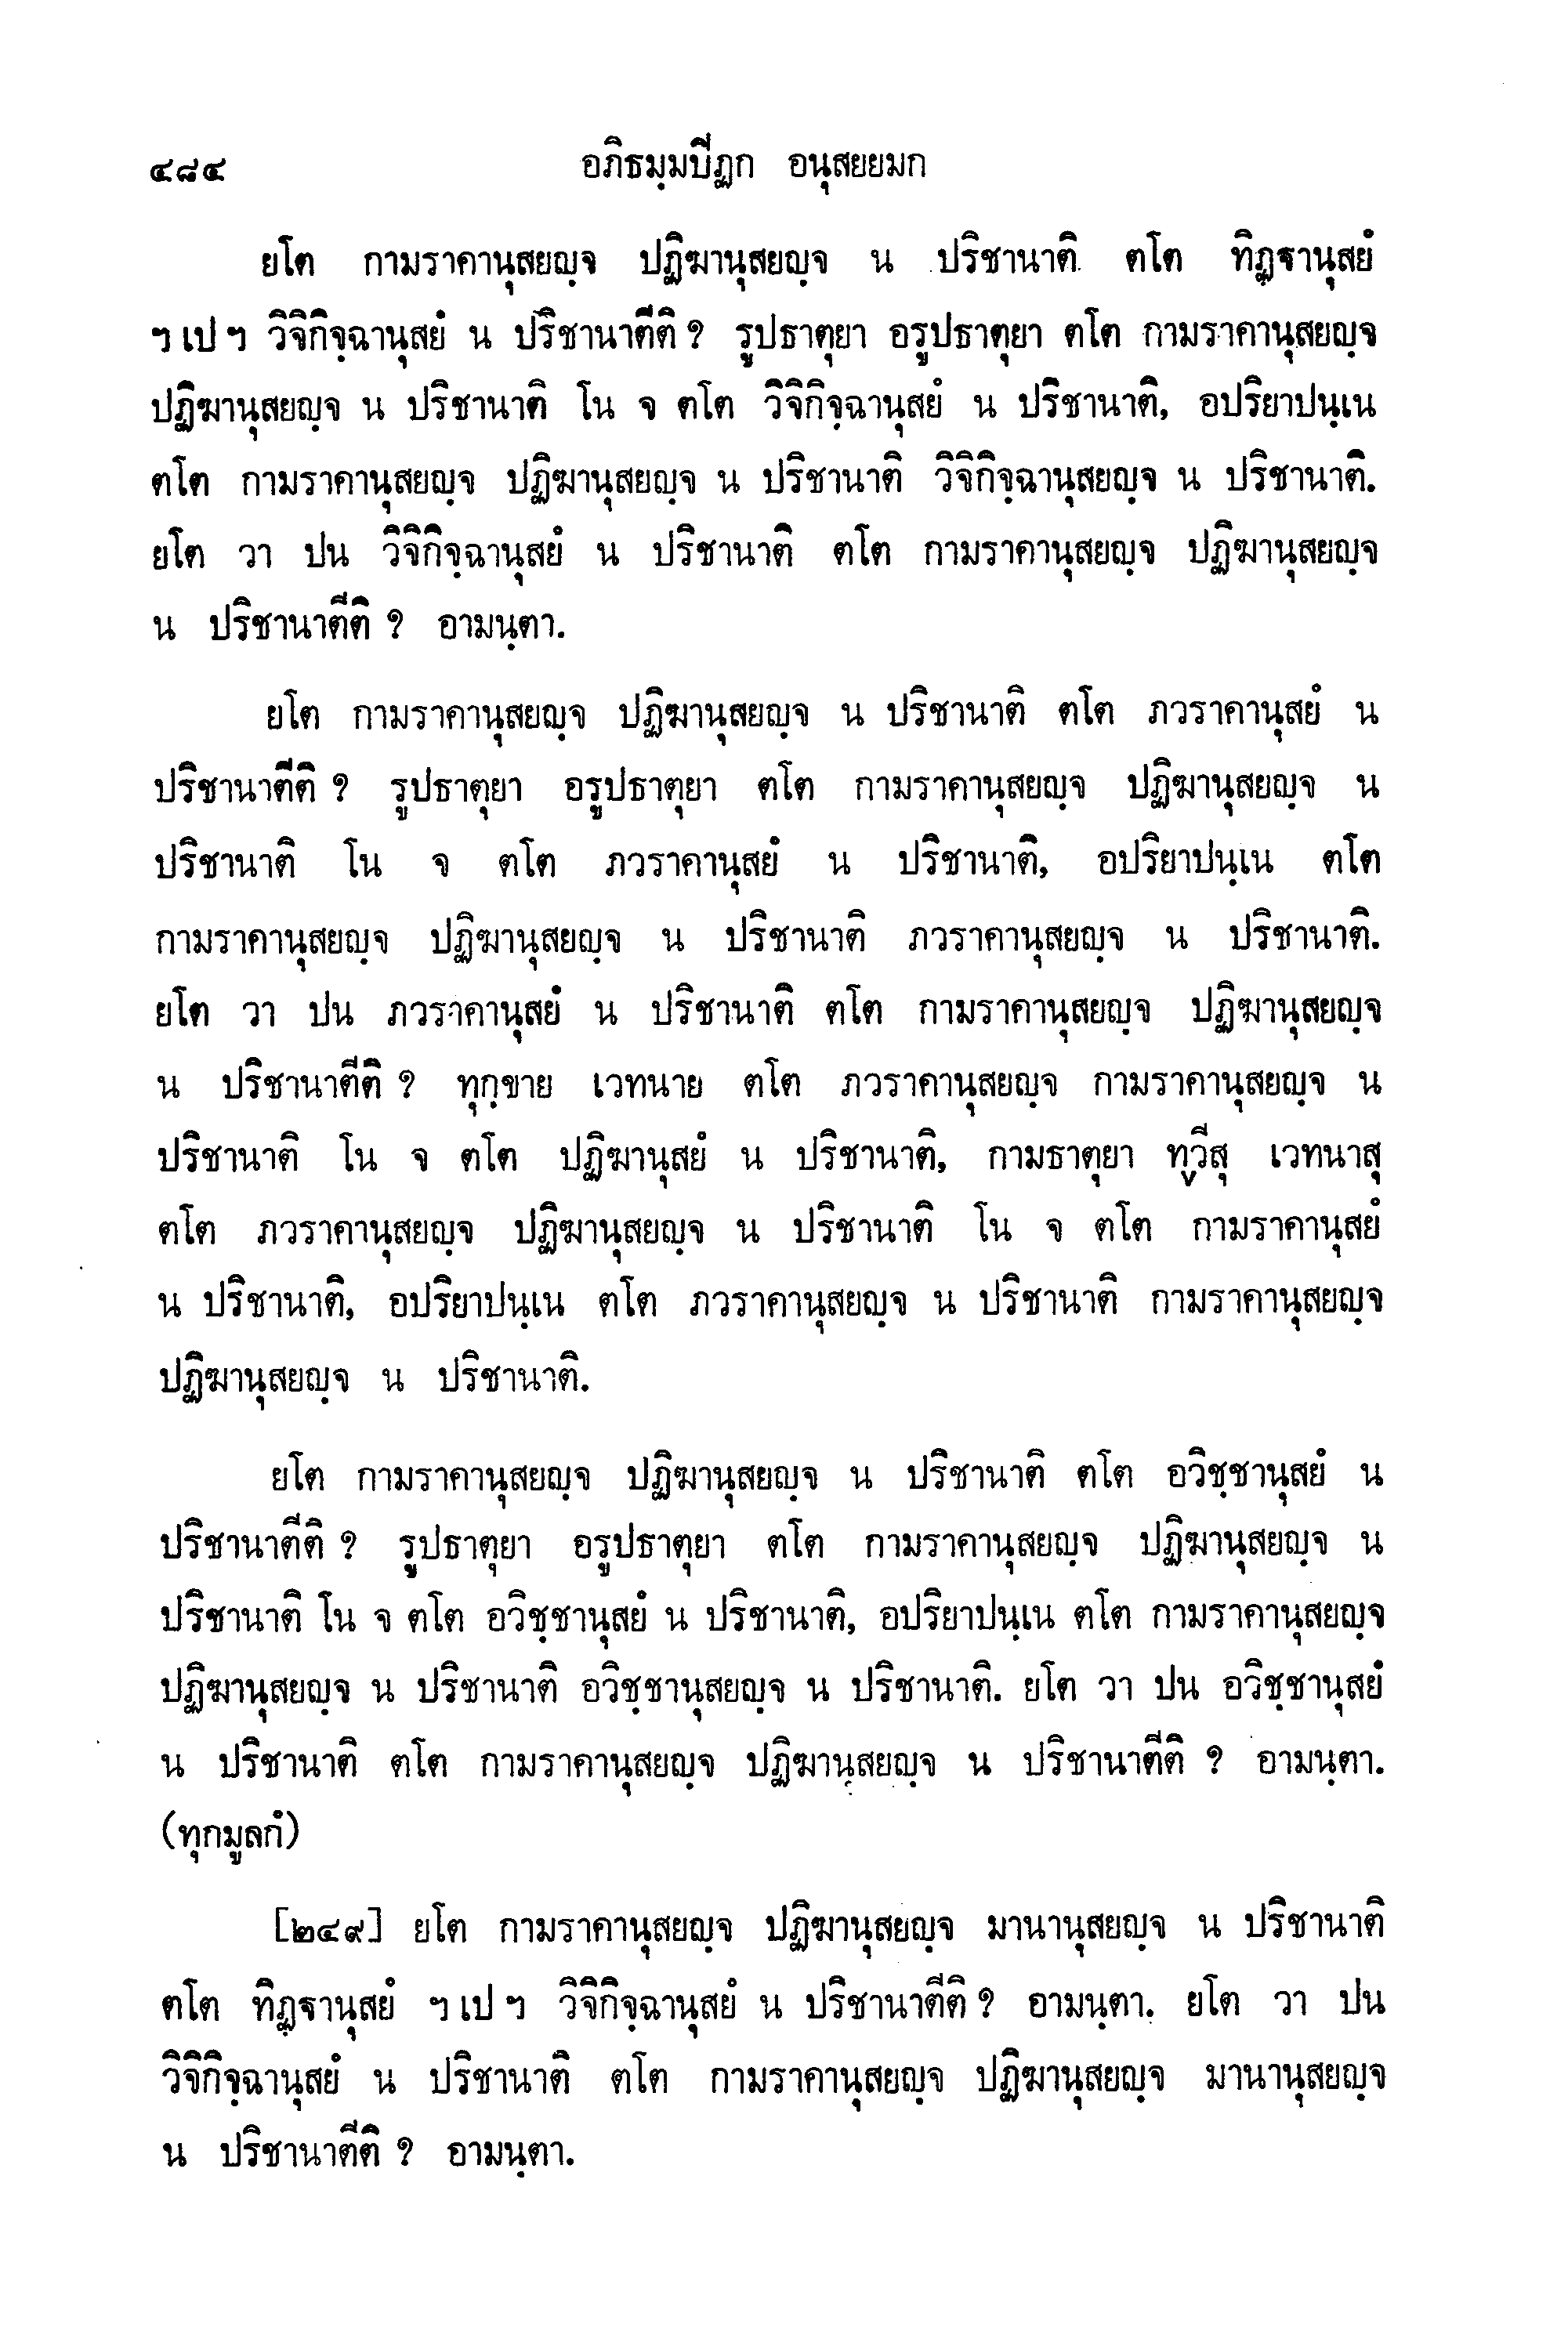 ๔๘๔ อภิธมฺมปีฏก อนุสยยมก
ยโต กามราคานุสยญฺจ ปฏิฆานุสยญฺจ น ปริชานาติ ตโต ทิฏฺฐานุสยํ
ฯ เป ฯ วิจิกิจฺฉานุสยํ น ปริชานาตีติ ? รูปธาตุยา อรูปธาตุยา ตโต กามราคานุสยญฺจ
ปฏิฆานุสยญฺจ น ปริชานาติ โน จ ตโต วิจิกิจฺฉานุสยํ น ปริชานาติ, อปริยาปนฺเน
ตโต กามราคานุสยญฺจ ปฏิฆานุสยญฺจ น ปริชานาติ วิจิกิจฺฉานุสยญฺจ น ปริชานาติ.
ยโต วา ปน วิจิกิจฺฉานุสยํ น ปริชานาติ ตโต กามราคานุสยญฺจ ปฏิฆานุสยญฺจ
น ปริชานาตีติ ? อามนฺตา.
ยโต กามราคานุสยญฺจ ปฏิฆานุสยญฺจ น ปริชานาติ ตโต ภวราคานุสยํ น
ปริชานาตีติ ? รูปธาตุยา อรูปธาตุยา ตโต กามราคานุสยญฺจ ปฏิฆานุสยญฺจ น
ปริชานาติ โน จ ตโต ภวราคานุสยํ น ปริชานาติ, อปริยาปนฺเน ตโต
กามราคานุสยญฺจ ปฏิฆานุสยญฺจ น ปริชานาติ ภวราคานุสยญฺจ น ปริชานาติ.
ยโต วา ปน ภวราคานุสยํ น ปริชานาติ ตโต กามราคานุสยญฺจ ปฏิฆานุสยญฺจ
น ปริชานาตีติ ? ทุกฺขาย เวทนาย ตโต ภวราคานุสยญฺจ กามราคานุสยญฺจ น
ปริชานาติ โน จ ตโต ปฏิฆานุสยํ น ปริชานาติ, กามธาตุยา ทฺวีสุ เวทนาสุ
ตโต ภวราคานุสยญฺจ ปฏิฆานุสยญฺจ น ปริชานาติ โน จ ตโต กามราคานุสยํ
น ปริชานาติ, อปริยาปนฺเน ตโต ภวราคานุสยญฺจ น ปริชานาติ กามราคานุสยญฺจ
ปฏิฆานุสยญฺจ น ปริชานาติ.
ยโต กามราคานุสยญฺจ ปฏิฆานุสยญฺจ น ปริชานาติ ตโต อวิชฺชานุสยํ น
ปริชานาตีติ ? รูปธาตุยา อรูปธาตุยา ตโต กามราคานุสยญฺจ ปฏิฆานุสยญฺจ น
ปริชานาติ โน จ ตโต อวิชฺชานุสยํ น ปริชานาติ, อปริยาปนฺเน ตโต กามราคานุสยญฺจ
ปฏิฆานุสยญฺจ น ปริชานาติ อวิชฺชานุสยญฺจ น ปริชานาติ. ยโต วา ปน อวิชฺชานุสยํ
น ปริชานาติ ตโต กามราคานุสยญฺจ ปฏิฆานุสยญฺจ น ปริชานาตีติ ? อามนฺตา.
(ทุกมูลกํ)
[๒๔๙] ยโต กามราคานุสยญฺจ ปฏิฆานุสยญฺจ มานานุสยญฺจ น ปริชานาติ
ตโต ทิฏฺฐานุสยํ ฯ เป ฯ วิจิกิจฺฉานุสยํ น ปริชานาตีติ ? อามนฺตา. ยโต วา ปน
วิจิกิจฺฉานุสยํ น ปริชานาติ ตโต กามราคานุสยญฺจ ปฏิฆานุสยญฺจ มานานุสยญฺจ
น ปริชานาตีติ ? อามนฺตา.